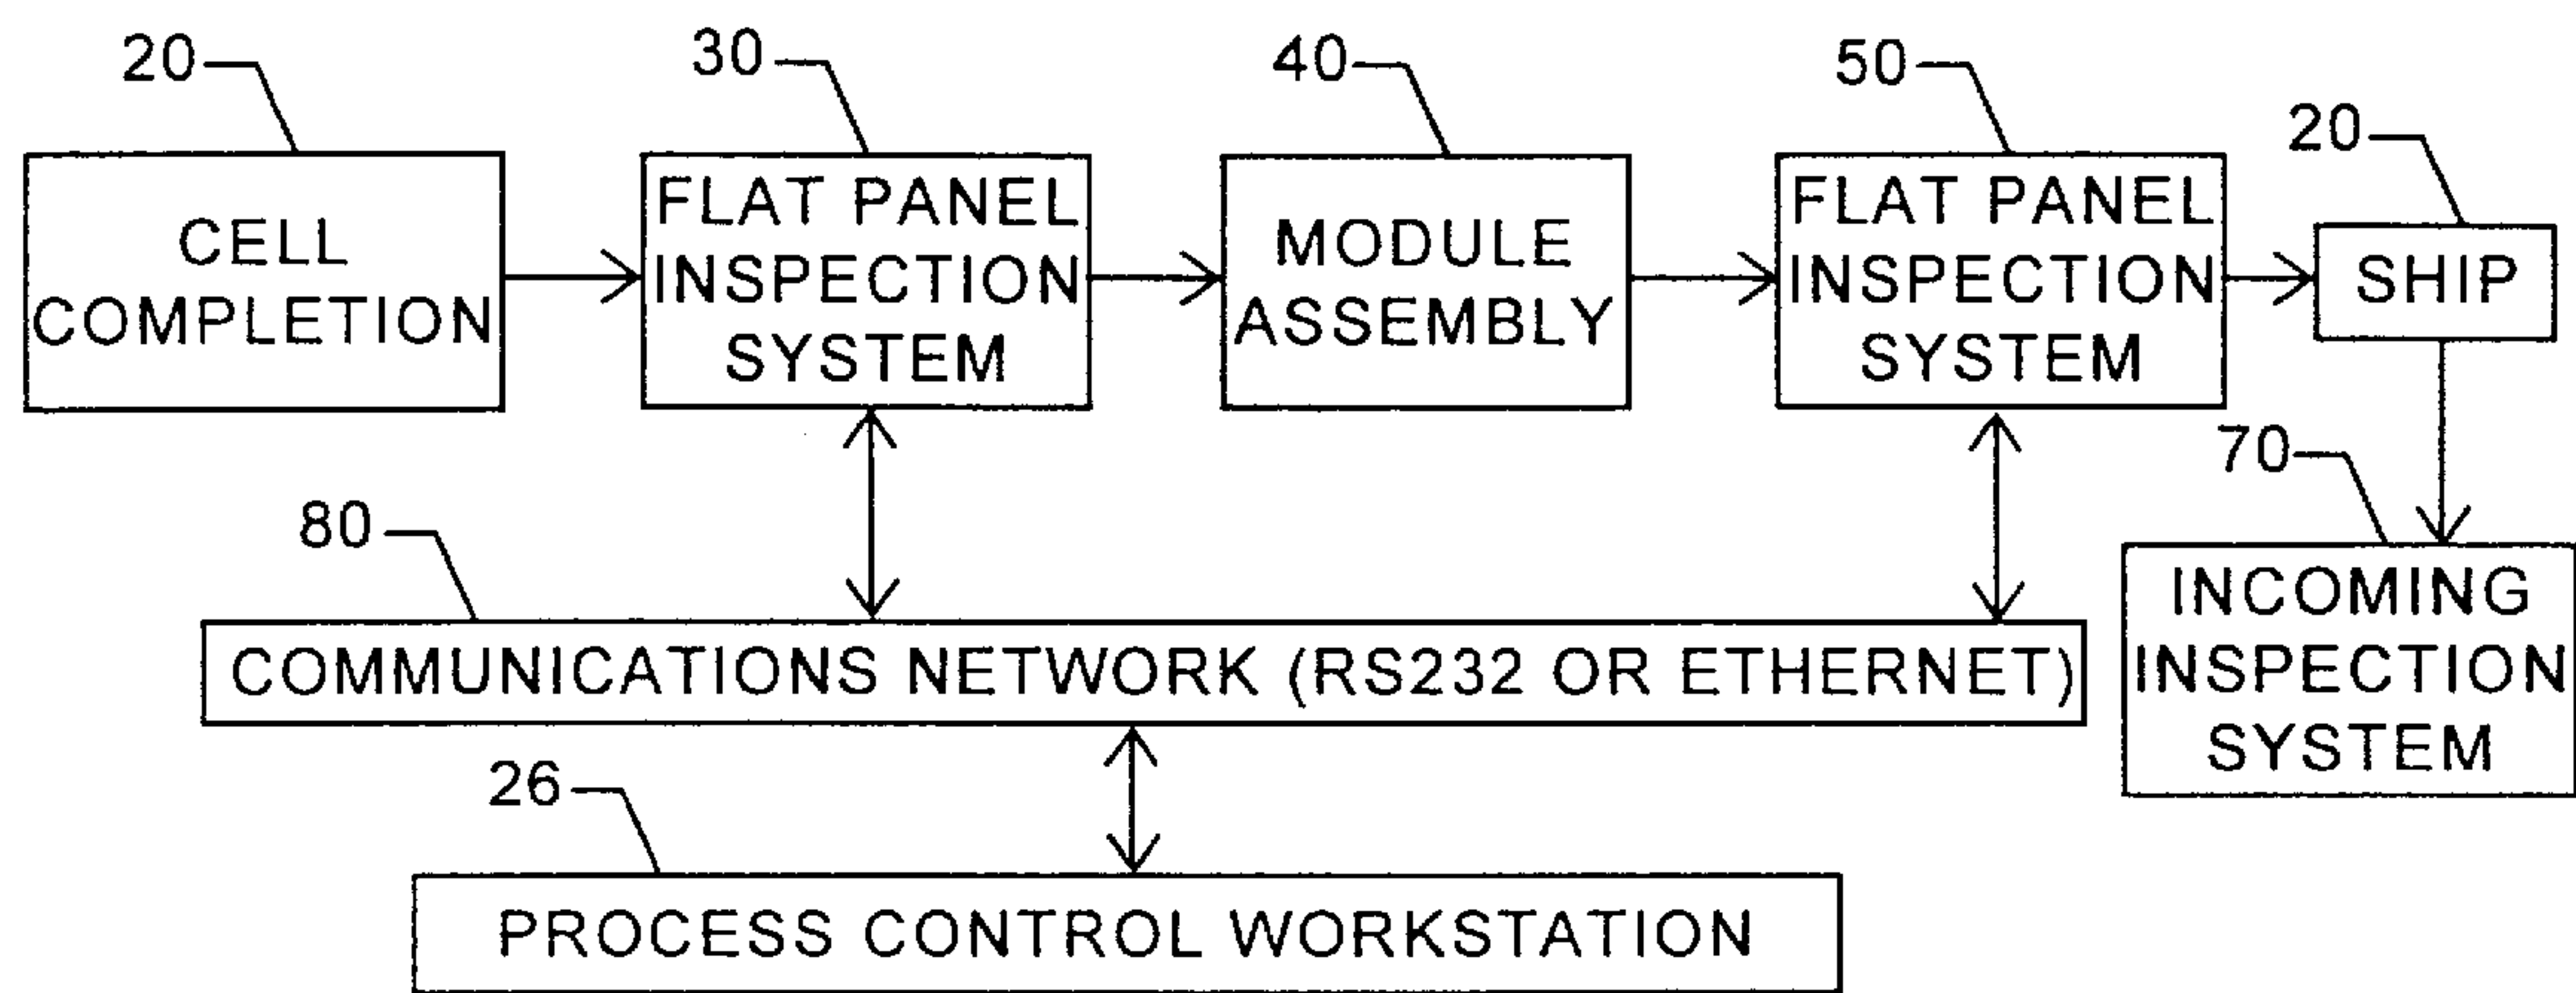 20
30
40
50
20
CELL
COMPLETION
FLAT PANEL
INSPECTION
SYSTEM
MODULE
ASSEMBLY
FLAT PANEL
INSPECTION
SYSTEM
SHIP
70
INCOMING
INSPECTION
SYSTEM
80
COMMUNICATIONS NETWORK (RS232 OR ETHERNET)
26
PROCESS CONTROL WORKSTATION